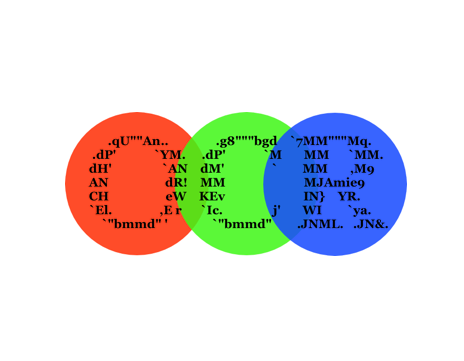 .qU""An.. .g8"""bgd `7MM"""Mq.
.dP' `YM. .dP' `M MM `MM.
dH' `AN dM' ` MM ,M9
AN dR! MM MJAmie9
CH eW KEv IN} YR.
`El. ,E r `Ic. j' WI `ya.
`"bmmd" ' `"bmmd" .JNML. .JN&.